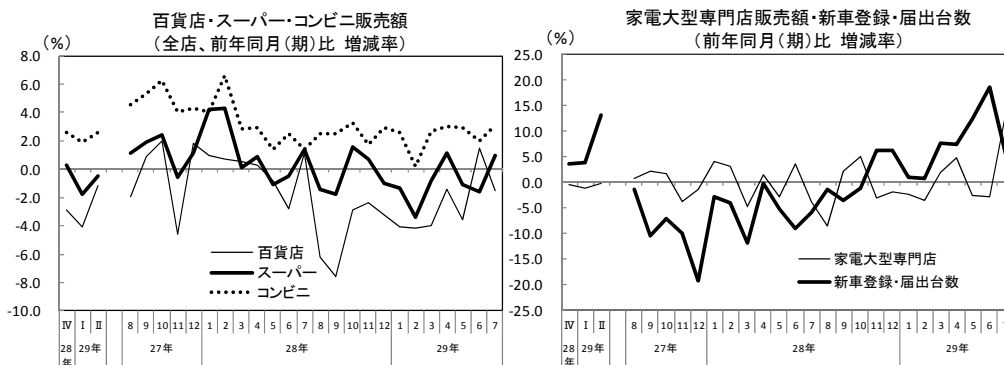 百貨店・スーパー・コンビニ販売額
（全店、前年同月（期）比 増減率）
（%）
8.0
6.0
4.0
2.0
0.0
-2.0
-4.0
-6.0
-8.0
-10.0
百貨店
スーパー
コンビニ
Ⅳ Ⅰ Ⅱ 8 9 10 11 12 1 2 3 4 5 6 7 8 9 10 11 12 1 2 3 4 5 6 7
28年 29年 27年 28年 29年
家電大型専門店販売額・新車登録・届出台数
（前年同月（期）比 増減率）
（%）
25.0
20.0
15.0
10.0
5.0
0.0
-5.0
-10.0
-15.0
-20.0
-25.0
家電大型専門店
新車登録・届出台数
Ⅳ Ⅰ Ⅱ 8 9 10 11 12 1 2 3 4 5 6 7 8 9 10 11 12 1 2 3 4 5 6
28年 29年 27年 28年 29年